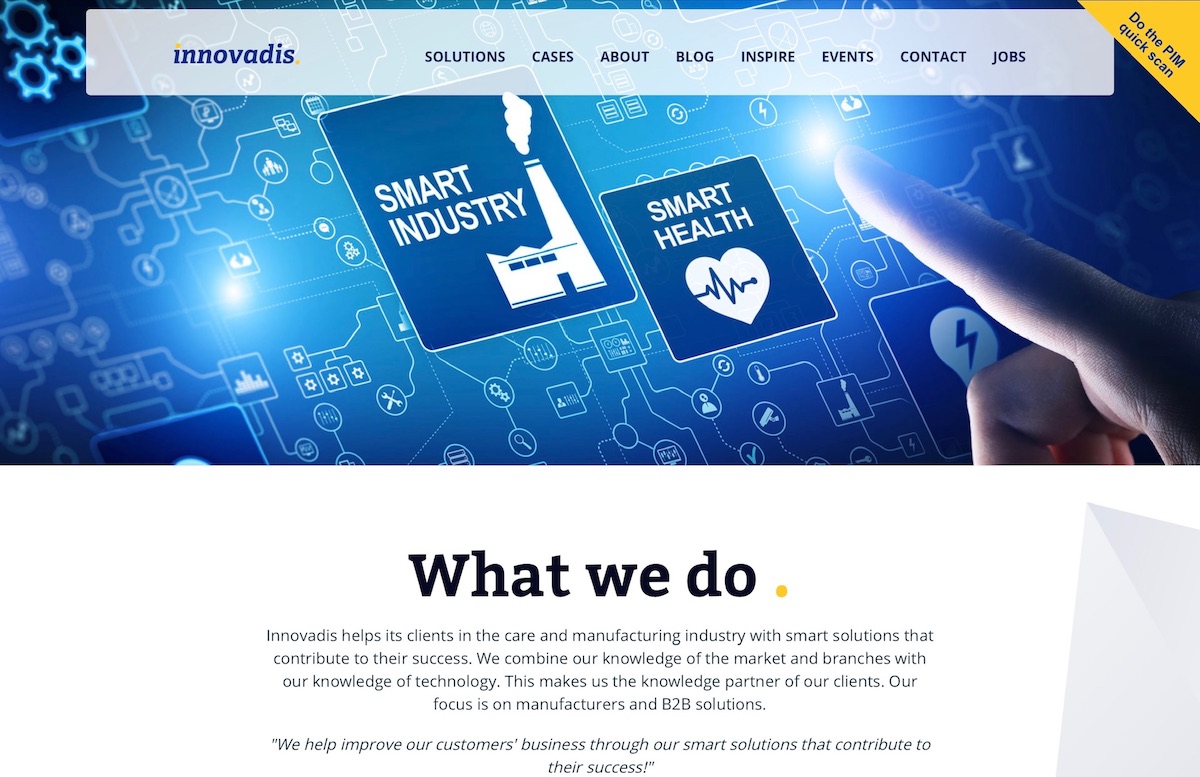 innovadis.
SOLUTIONS CASES ABOUT BLOG INSPIRE EVENTS CONTACT JOBS
Do the PIM
quick scan
SMART
INDUSTRY
SMART
HEALTH
What we do .
Innovadis helps its clients in the care and manufacturing industry with smart solutions that
contribute to their success. We combine our knowledge of the market and branches with
our knowledge of technology. This makes us the knowledge partner of our clients. Our
focus is on manufacturers and B2B solutions.
"We help improve our customers' business through our smart solutions that contribute to
their success!"